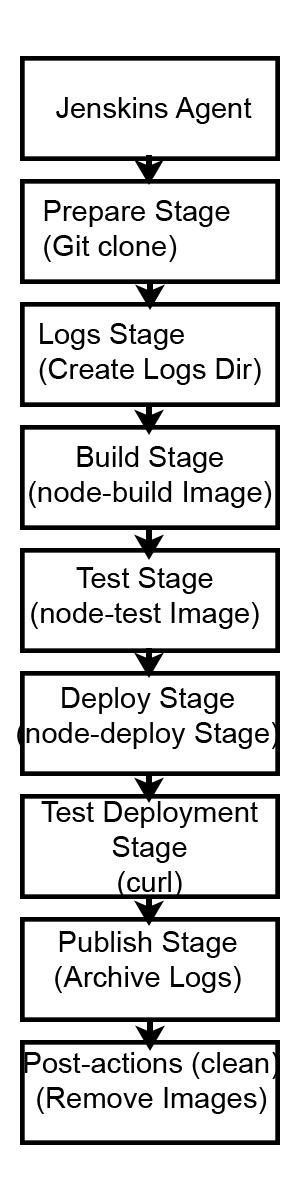 Jenskins Agent
Prepare Stage
(Git clone)
Logs Stage
(Create Logs Dir)
Build Stage
(node-build Image)
Test Stage
(node-test Image)
Deploy Stage
(node-deploy Stage)
Test Deployment
Stage
(curl)
Publish Stage
(Archive Logs)
Post-actions (clean)
(Remove Images)